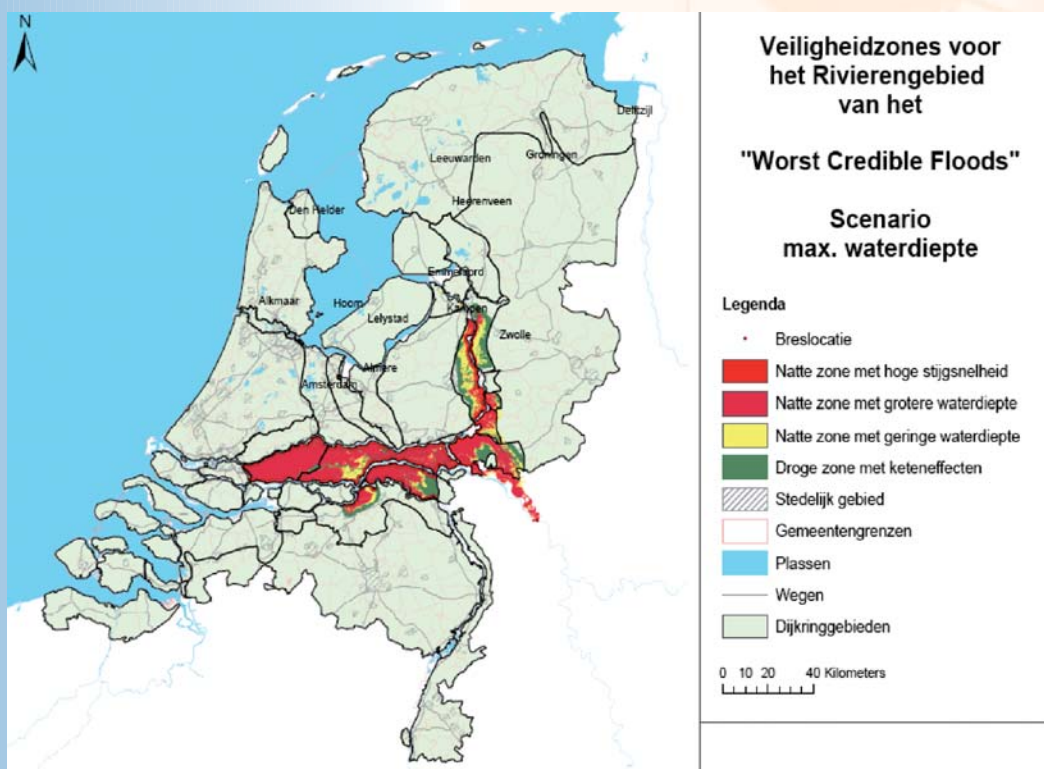 N
Veiligheidzones voor
het Rivierengebied
van het
"Worst Credible Floods"
Scenario
max. waterdiepte
Legenda
Breslocatie
Natte zone met hoge stijgsnelheid
Natte zone met grotere waterdiepte
Natte zone met geringe waterdiepte
Droge zone met keteneffecten
Stedelijk gebied
Gemeentengrenzen
Plassen
Wegen
Dijkringgebieden
0 10 20 40 Kilometers
Delfzijl
Groningen
Leeuwarden
Heerenveen
Den Helder
Emmeloord
Kampen
Hoorn
Alkmaar
Lelystad
Zwolle
Almere
Amsterdam